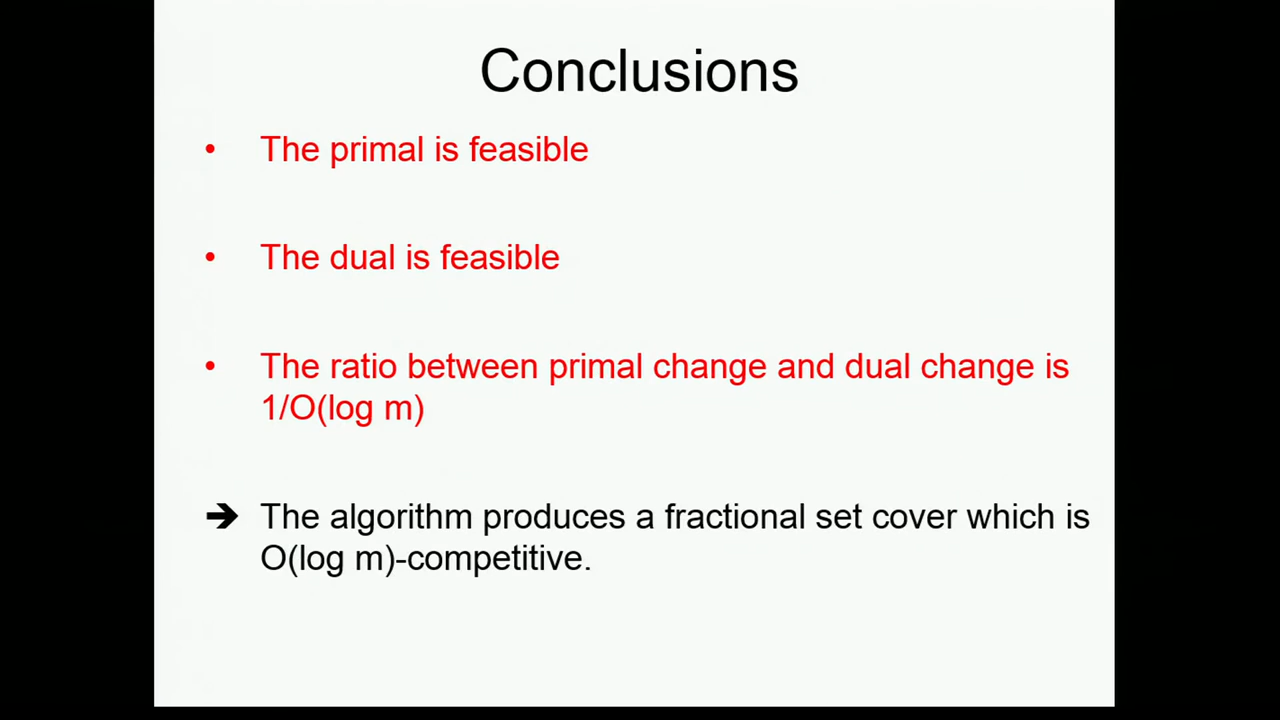 Conclusions
• The primal is feasible
• The dual is feasible
• The ratio between primal change and dual change is
1/O(log m)
➔ The algorithm produces a fractional set cover which is
O(log m)-competitive.